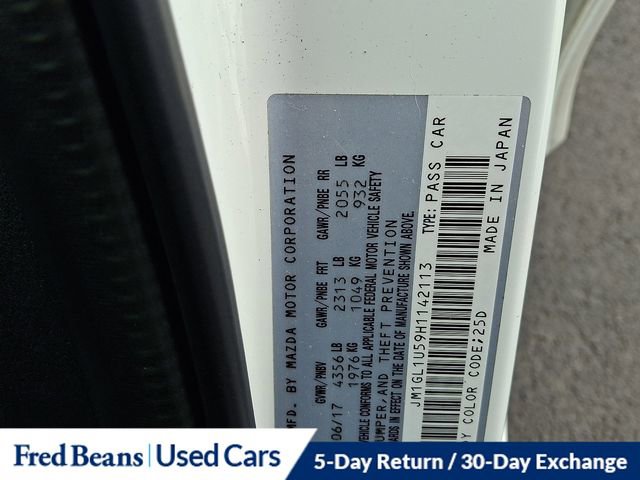 MFD. BY MAZDA MOTOR CORPORATION
06/17
GVWR/PNBV GAWR/PNBE FRT GAWR/PNBE RR
4356 LB 2313 LB 2055 LB
1976 KG 1049 KG 932 KG
VEHICLE CONFORMS TO ALL APPLICABLE FEDERAL MOTOR VEHICLE SAFETY
BUMPER, AND THEFT PREVENTION
IN EFFECT ON THE DATE OF MANUFACTURE SHOWN ABOVE.
JM1GL1U59H1142113 TYPE: PASS CAR
COLOR CODE;25D MADE IN JAPAN
Fred Beans | Used Cars 5-Day Return / 30-Day Exchange